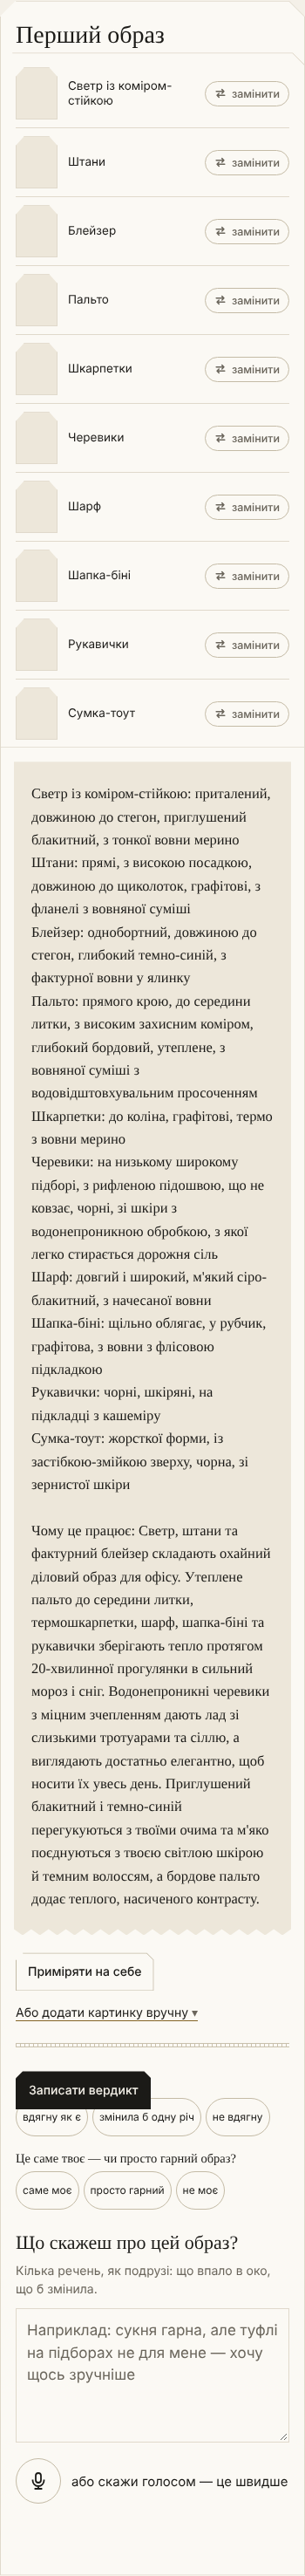 Перший образ
Светр із коміром-
стійкою
⇄ замінити
Штани
⇄ замінити
Блейзер
⇄ замінити
Пальто
⇄ замінити
Шкарпетки
⇄ замінити
Черевики
⇄ замінити
Шарф
⇄ замінити
Шапка-біні
⇄ замінити
Рукавички
⇄ замінити
Сумка-тоут
⇄ замінити
Светр із коміром-стійкою: приталений,
довжиною до стегон, приглушений
блакитний, з тонкої вовни мерино
Штани: прямі, з високою посадкою,
довжиною до щиколоток, графітові, з
фланелі з вовняної суміші
Блейзер: однобортний, довжиною до
стегон, глибокий темно-синій, з
фактурної вовни у ялинку
Пальто: прямого крою, до середини
литки, з високим захисним коміром,
глибокий бордовий, утеплене, з
вовняної суміші з
водовідштовхувальним просоченням
Шкарпетки: до коліна, графітові, термо
з вовни мерино
Черевики: на низькому широкому
підборі, з рифленою підошвою, що не
ковзає, чорні, зі шкіри з
водонепроникною обробкою, з якої
легко стирається дорожня сіль
Шарф: довгий і широкий, м'який сіро-
блакитний, з начесаної вовни
Шапка-біні: щільно облягає, у рубчик,
графітова, з вовни з флісовою
підкладкою
Рукавички: чорні, шкіряні, на
підкладці з кашеміру
Сумка-тоут: жорсткої форми, із
застібкою-змійкою зверху, чорна, зі
зернистої шкіри
Чому це працює: Светр, штани та
фактурний блейзер складають охайний
діловий образ для офісу. Утеплене
пальто до середини литки,
термошкарпетки, шарф, шапка-біні та
рукавички зберігають тепло протягом
20-хвилинної прогулянки в сильний
мороз і сніг. Водонепроникні черевики
з міцним зчепленням дають лад зі
слизькими тротуарами та сіллю, а
виглядають достатньо елегантно, щоб
носити їх увесь день. Приглушений
блакитний і темно-синій
перегукуються з твоїми очима та м'яко
поєднуються з твоєю світлою шкірою
й темним волоссям, а бордове пальто
додає теплого, насиченого контрасту.
Приміряти на себе
Або додати картинку вручну ▾
Записати вердикт
вдягну як є
змінила б одну річ
не вдягну
Це саме твоє — чи просто гарний образ?
саме моє
просто гарний
не моє
Що скажеш про цей образ?
Кілька речень, як подрузі: що впало в око,
що б змінила.
Наприклад: сукня гарна, але туфлі
на підборах не для мене — хочу
щось зручніше
або скажи голосом — це швидше